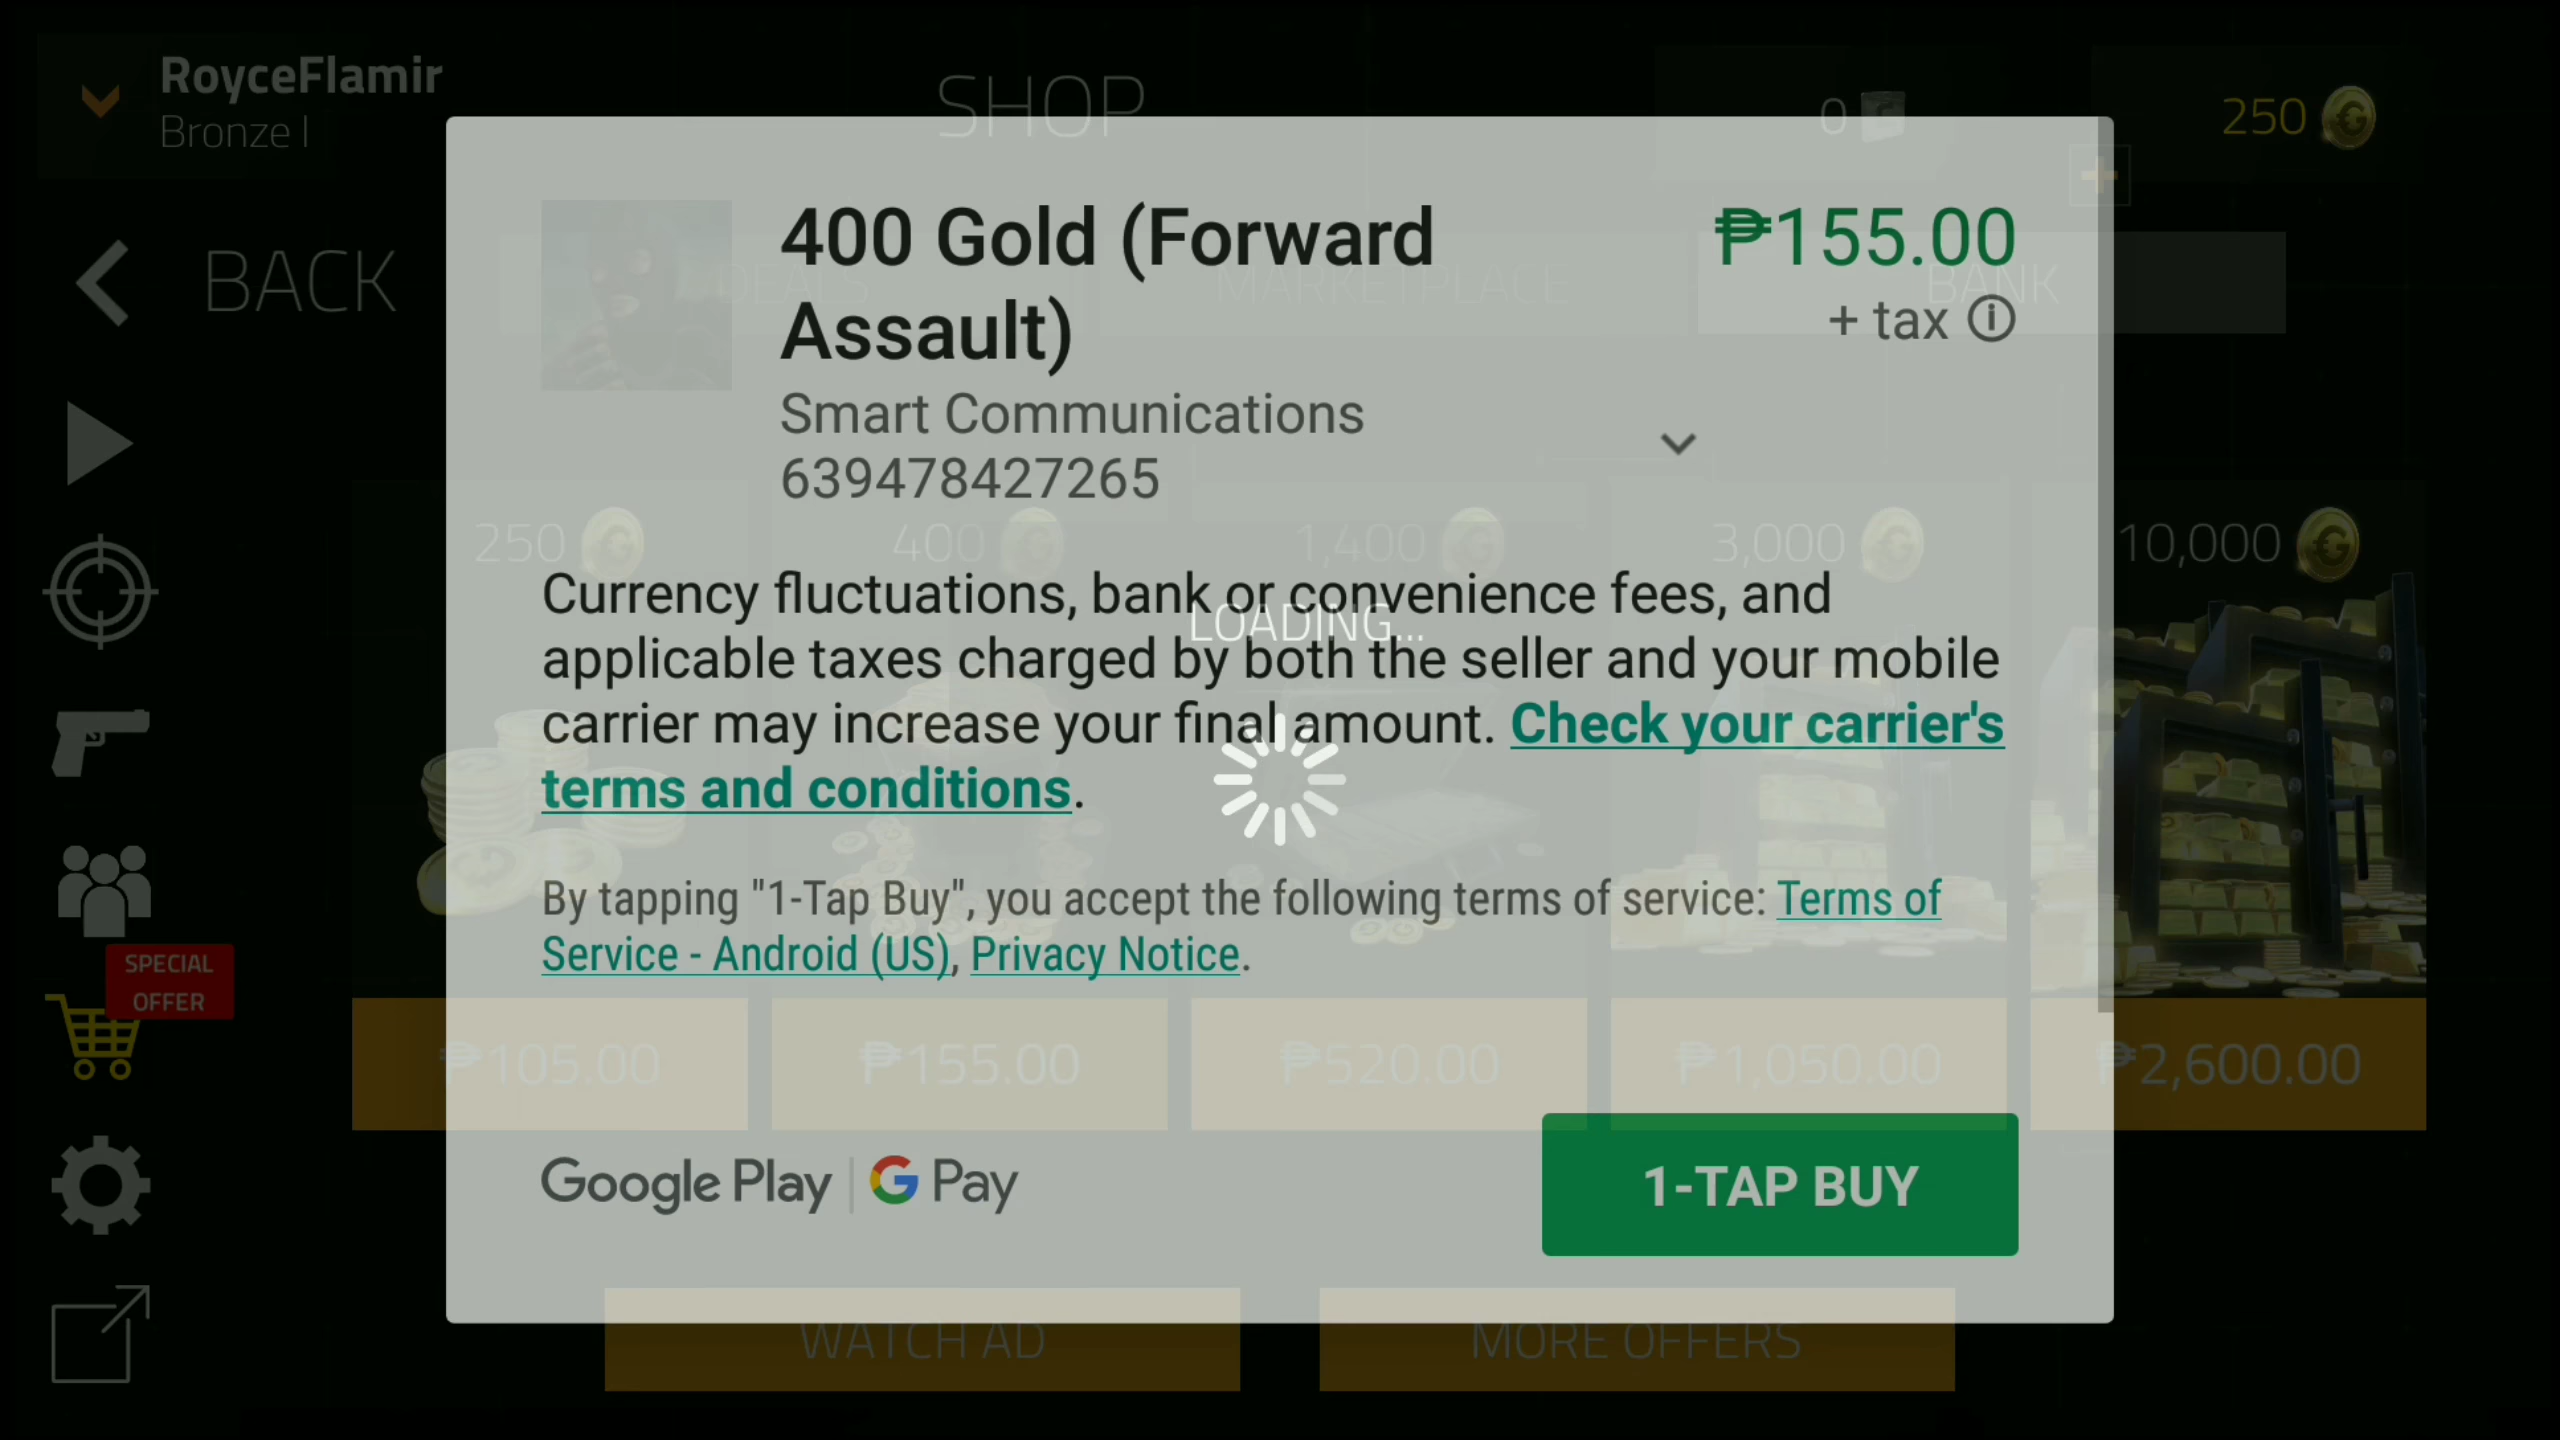 RoyceFlamir
Bronze I
SHOP
0
250
BACK
DEALS
MARKETPLACE
BANK
400 Gold (Forward
Assault)
₱155.00
+ tax
Smart Communications
639478427265
250
400
1,400
3,000
10,000
LOADING...
Currency fluctuations, bank or convenience fees, and
applicable taxes charged by both the seller and your mobile
carrier may increase your final amount. Check your carrier's
terms and conditions.
By tapping "1-Tap Buy", you accept the following terms of service: Terms of
Service - Android (US), Privacy Notice.
SPECIAL
OFFER
₱105.00
₱155.00
₱520.00
₱1,050.00
₱2,600.00
Google Play | G Pay
1-TAP BUY
WATCH AD
MORE OFFERS